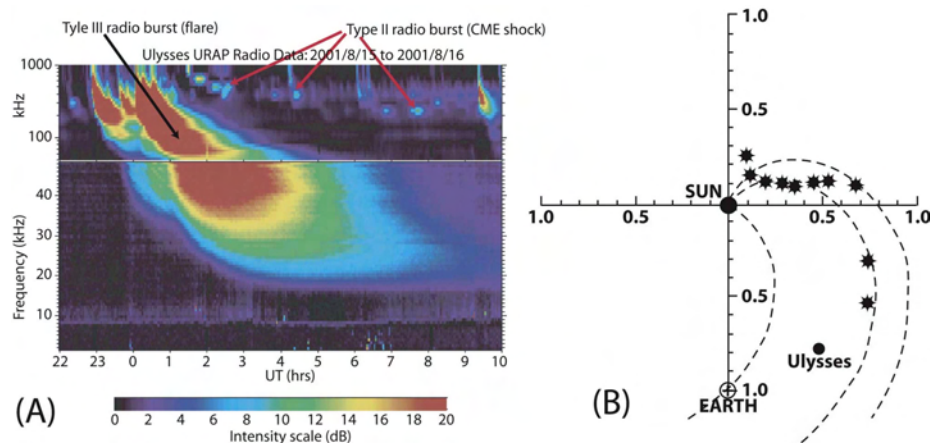 Tyle III radio burst (flare)
Type II radio burst (CME shock)
Ulysses URAP Radio Data: 2001/8/15 to 2001/8/16
1000
kHz
100
40
30
20
10
Frequency (kHz)
22 23 0 1 2 3 4 5 6 7 8 9 10
UT (hrs)
(A)
0 2 4 6 8 10 12 14 16 18 20
Intensity scale (dB)
1.0
0.5
SUN
1.0 0.5 0.5 1.0
0.5
Ulysses
1.0
EARTH
(B)